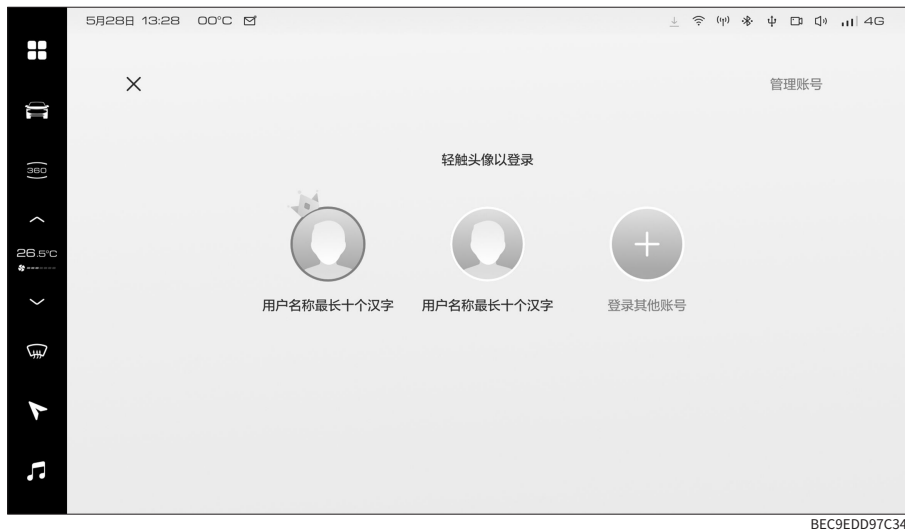 5月28日 13:28 00°C 4G
管理账号
360
轻触头像以登录
26.5°C
用户名称最长十个汉字 用户名称最长十个汉字 登录其他账号
BEC9EDD97C34